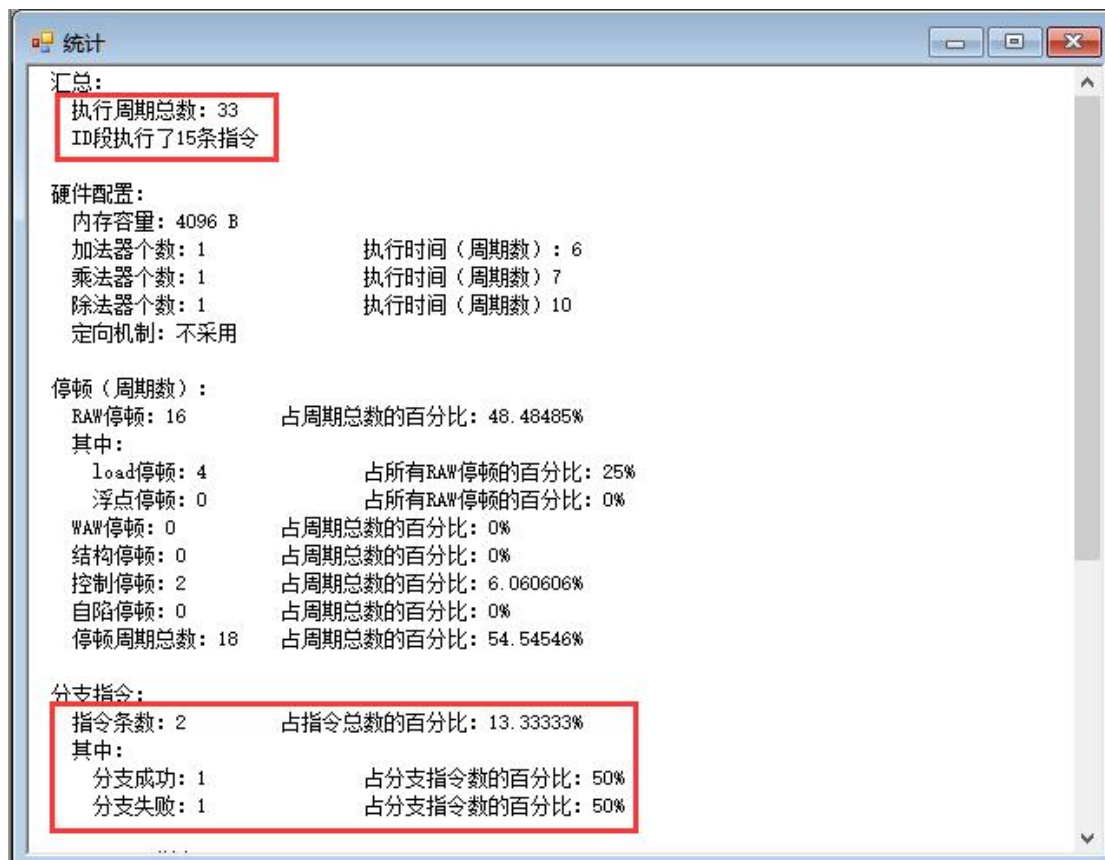 统计
汇总:
执行周期总数: 33
ID段执行了15条指令
硬件配置:
内存容量: 4096 B
加法器个数: 1 执行时间（周期数）: 6
乘法器个数: 1 执行时间（周期数）7
除法器个数: 1 执行时间（周期数）10
定向机制: 不采用
停顿（周期数）:
RAW停顿: 16 占周期总数的百分比: 48.48485%
其中:
load停顿: 4 占所有RAW停顿的百分比: 25%
浮点停顿: 0 占所有RAW停顿的百分比: 0%
WAW停顿: 0 占周期总数的百分比: 0%
结构停顿: 0 占周期总数的百分比: 0%
控制停顿: 2 占周期总数的百分比: 6.060606%
自陷停顿: 0 占周期总数的百分比: 0%
停顿周期总数: 18 占周期总数的百分比: 54.54546%
分支指令:
指令条数: 2 占指令总数的百分比: 13.33333%
其中:
分支成功: 1 占分支指令数的百分比: 50%
分支失败: 1 占分支指令数的百分比: 50%